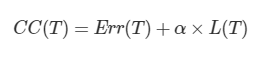 CC(T) = Err(T) + α × L(T)